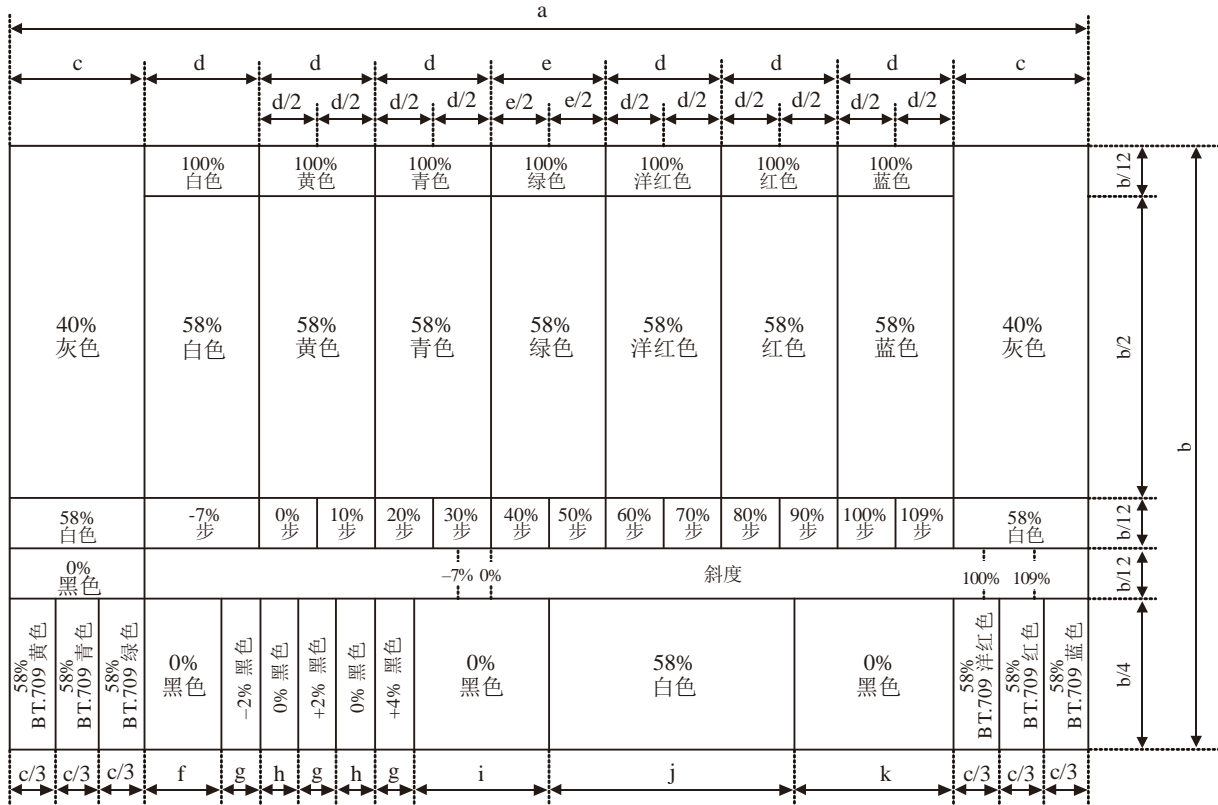 a
c d d d e d d d c
d/2 d/2 d/2 d/2 e/2 e/2 d/2 d/2 d/2 d/2 d/2 d/2
100% 100% 100% 100% 100% 100% 100%
白色 黄色 青色 绿色 洋红色 红色 蓝色
b/12
40% 58% 58% 58% 58% 58% 58% 58% 40%
灰色 白色 黄色 青色 绿色 洋红色 红色 蓝色 灰色
b/2
b
58% -7% 0% 10% 20% 30% 40% 50% 60% 70% 80% 90% 100% 109% 58%
白色 步 步 步 步 步 步 步 步 步 步 步 步 步 白色
b/12
0%
黑色
–7% 0% 斜度 100% 109%
b/12
58%
BT.709 黄色
58%
BT.709 青色
58%
BT.709 绿色
0%
黑色
–2% 黑色
0% 黑色
+2% 黑色
0% 黑色
+4% 黑色
0%
黑色
58%
白色
0%
黑色
58%
BT.709 洋红色
58%
BT.709 红色
58%
BT.709 蓝色
b/4
c/3 c/3 c/3 f g h g h g i j k c/3 c/3 c/3